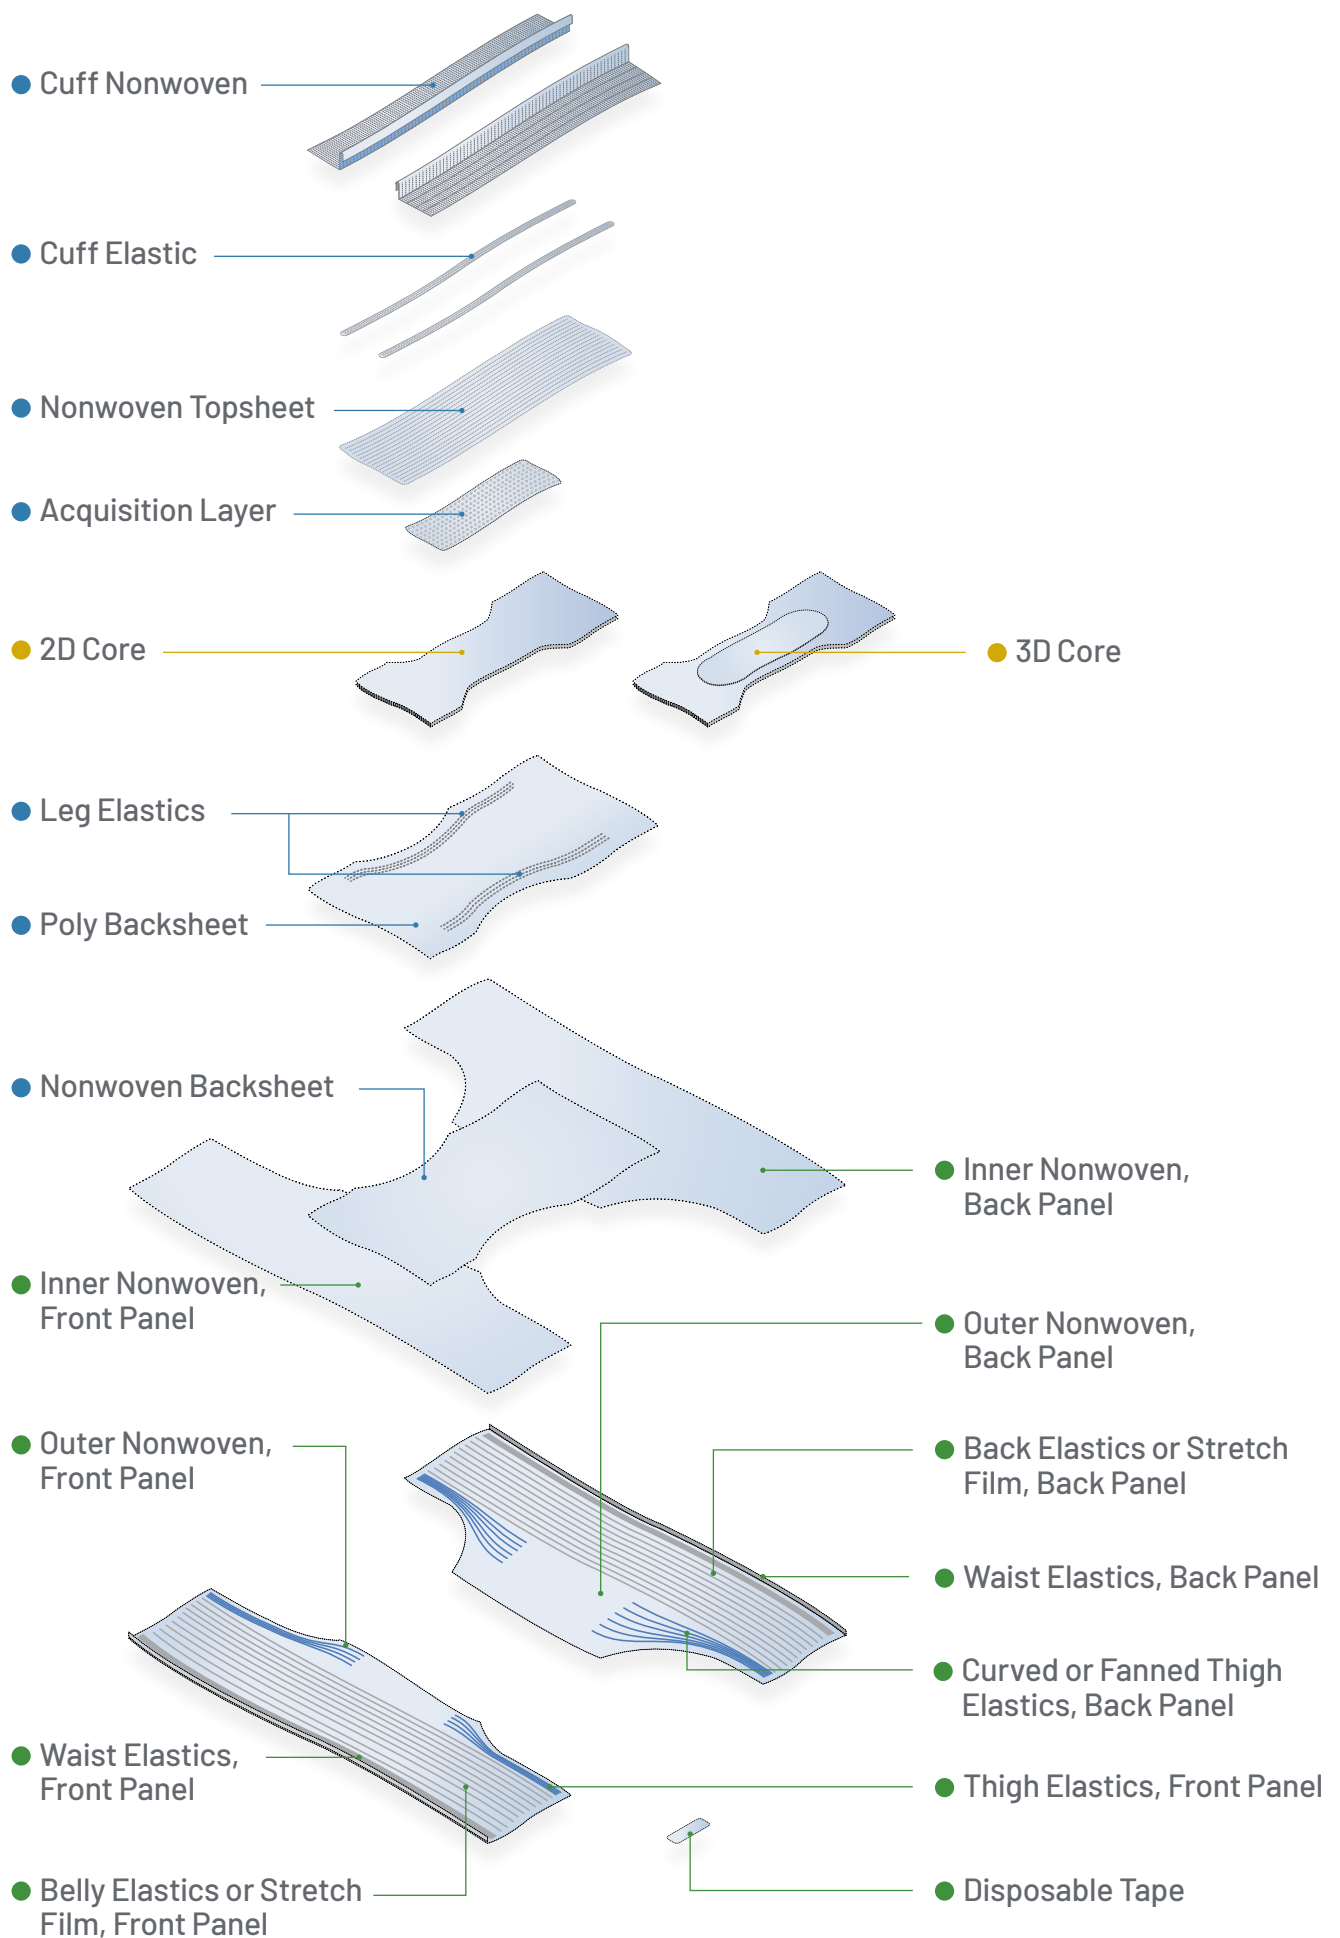 Cuff Nonwoven
Cuff Elastic
Nonwoven Topsheet
Acquisition Layer
2D Core
3D Core
Leg Elastics
Poly Backsheet
Nonwoven Backsheet
Inner Nonwoven,
Back Panel
Inner Nonwoven,
Front Panel
Outer Nonwoven,
Back Panel
Outer Nonwoven,
Front Panel
Back Elastics or Stretch
Film, Back Panel
Waist Elastics, Back Panel
Curved or Fanned Thigh
Elastics, Back Panel
Waist Elastics,
Front Panel
Thigh Elastics, Front Panel
Belly Elastics or Stretch
Film, Front Panel
Disposable Tape